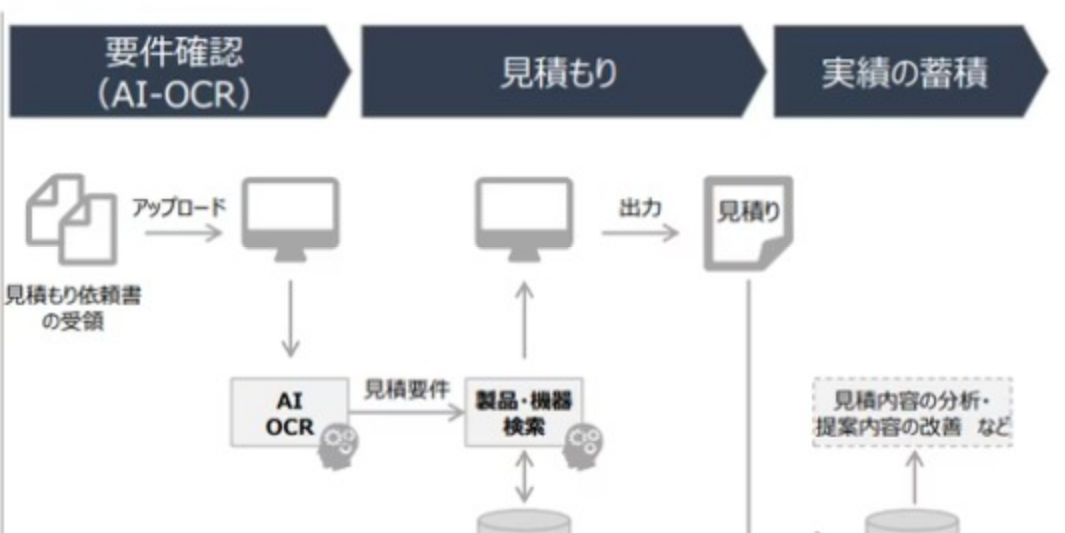 要件確認
（AI-OCR）
見積もり
実績の蓄積
アップロード
出力
見積り
見積もり依頼書
の受領
AI
OCR
見積要件
製品・機器
検索
見積内容の分析・
提案内容の改善 など